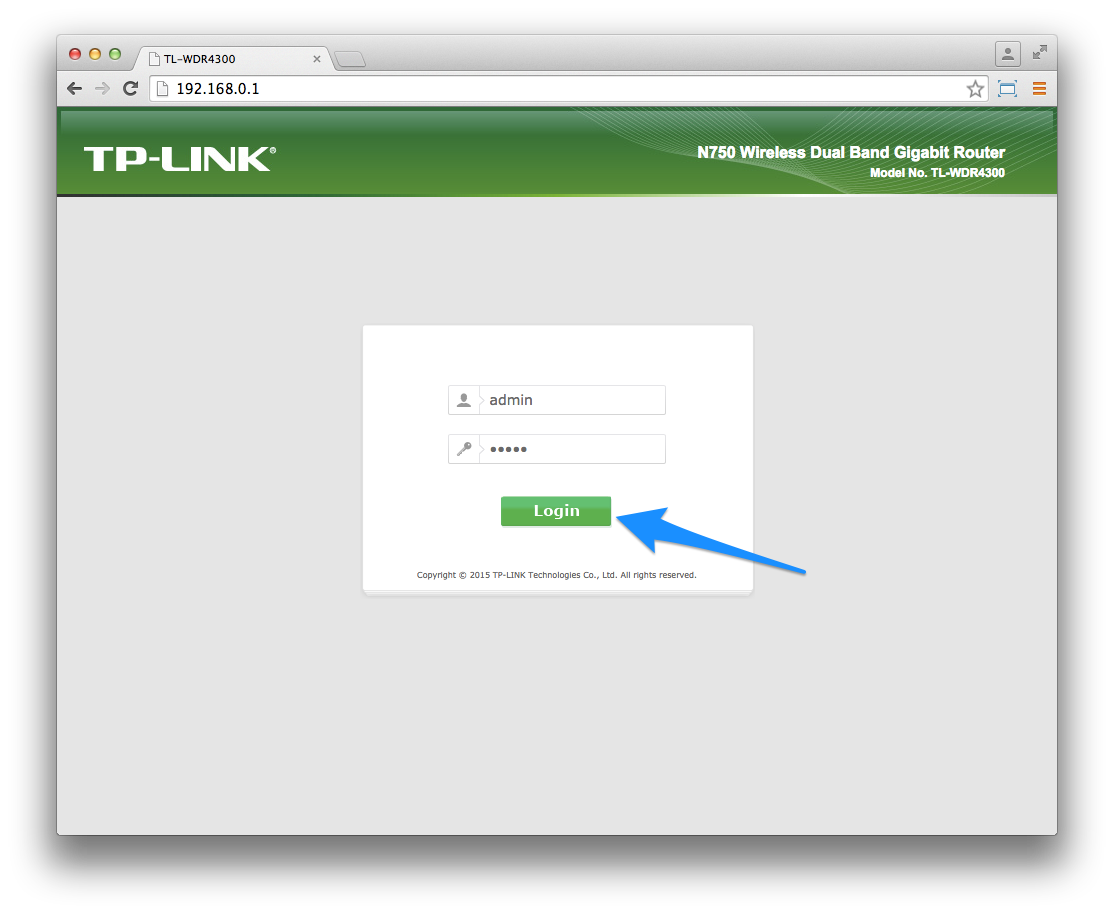 TL-WDR4300
192.168.0.1
TP-LINK®
N750 Wireless Dual Band Gigabit Router
Model No. TL-WDR4300
admin
•••••
Login
Copyright © 2015 TP-LINK Technologies Co., Ltd. All rights reserved.